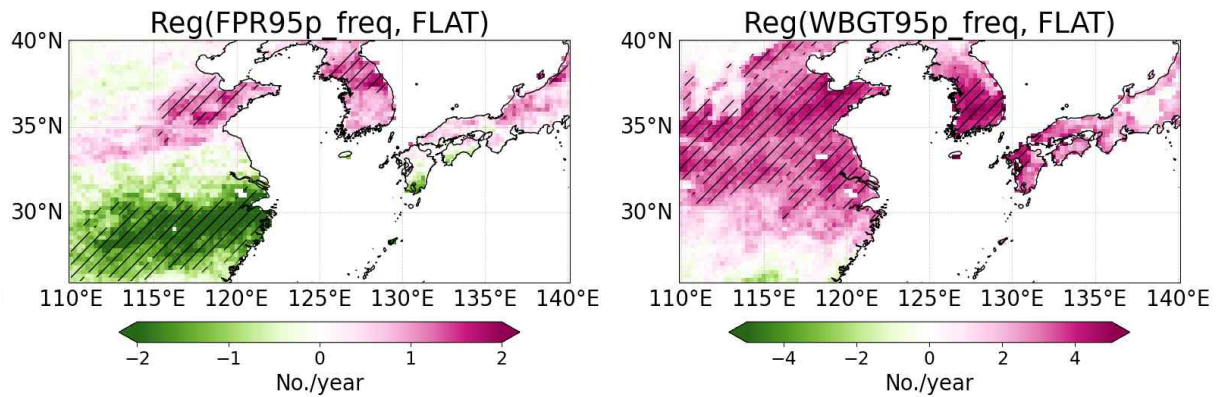 Reg(FPR95p_freq, FLAT)
40°N
35°N
30°N
110°E 115°E 120°E 125°E 130°E 135°E 140°E
−2 −1 0 1 2
No./year
Reg(WBGT95p_freq, FLAT)
40°N
35°N
30°N
110°E 115°E 120°E 125°E 130°E 135°E 140°E
−4 −2 0 2 4
No./year